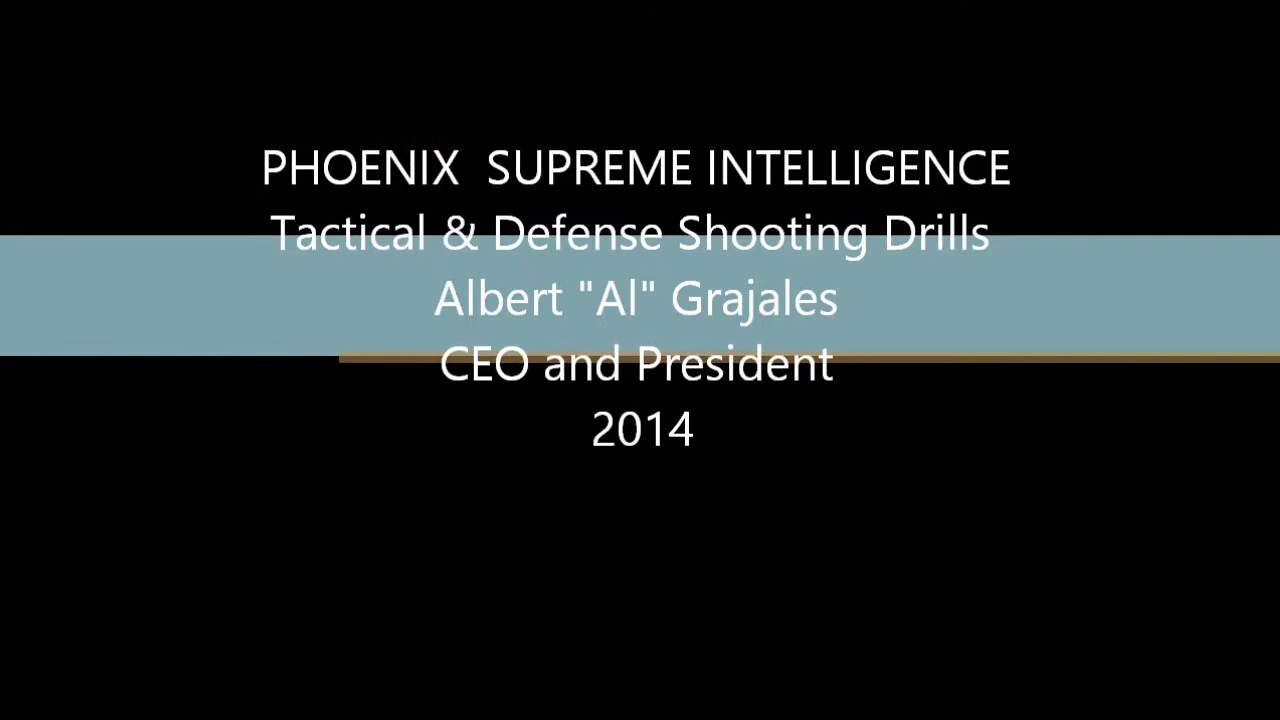 PHOENIX  SUPREME INTELLIGENCE
Tactical & Defense Shooting Drills
Albert "Al" Grajales
CEO and President
2014